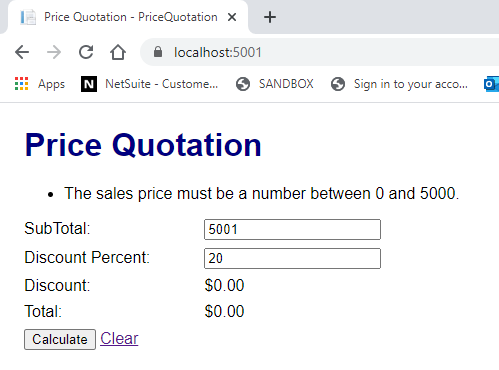 Price Quotation - PriceQuotation
localhost:5001
Apps NetSuite - Custome... SANDBOX Sign in to your acco...
Price Quotation
The sales price must be a number between 0 and 5000.
SubTotal: 5001
Discount Percent: 20
Discount: $0.00
Total: $0.00
Calculate Clear